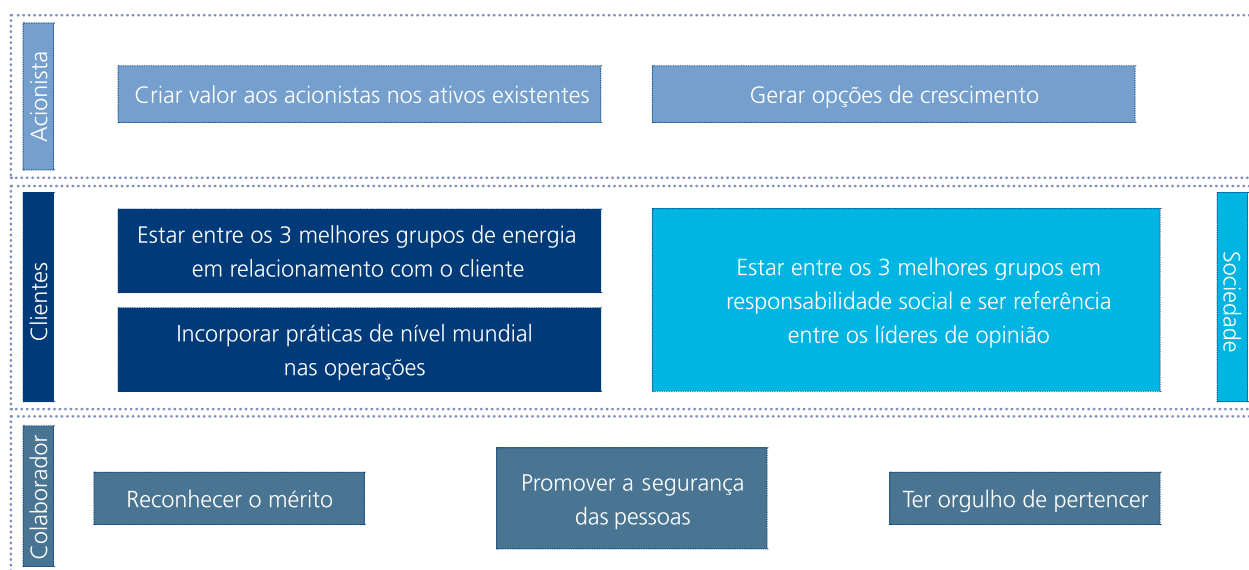 Acionista
Criar valor aos acionistas nos ativos existentes
Gerar opções de crescimento
Clientes
Estar entre os 3 melhores grupos de energia
em relacionamento com o cliente
Incorporar práticas de nível mundial
nas operações
Estar entre os 3 melhores grupos em
responsabilidade social e ser referência
entre os líderes de opinião
Sociedade
Colaborador
Reconhecer o mérito
Promover a segurança
das pessoas
Ter orgulho de pertencer